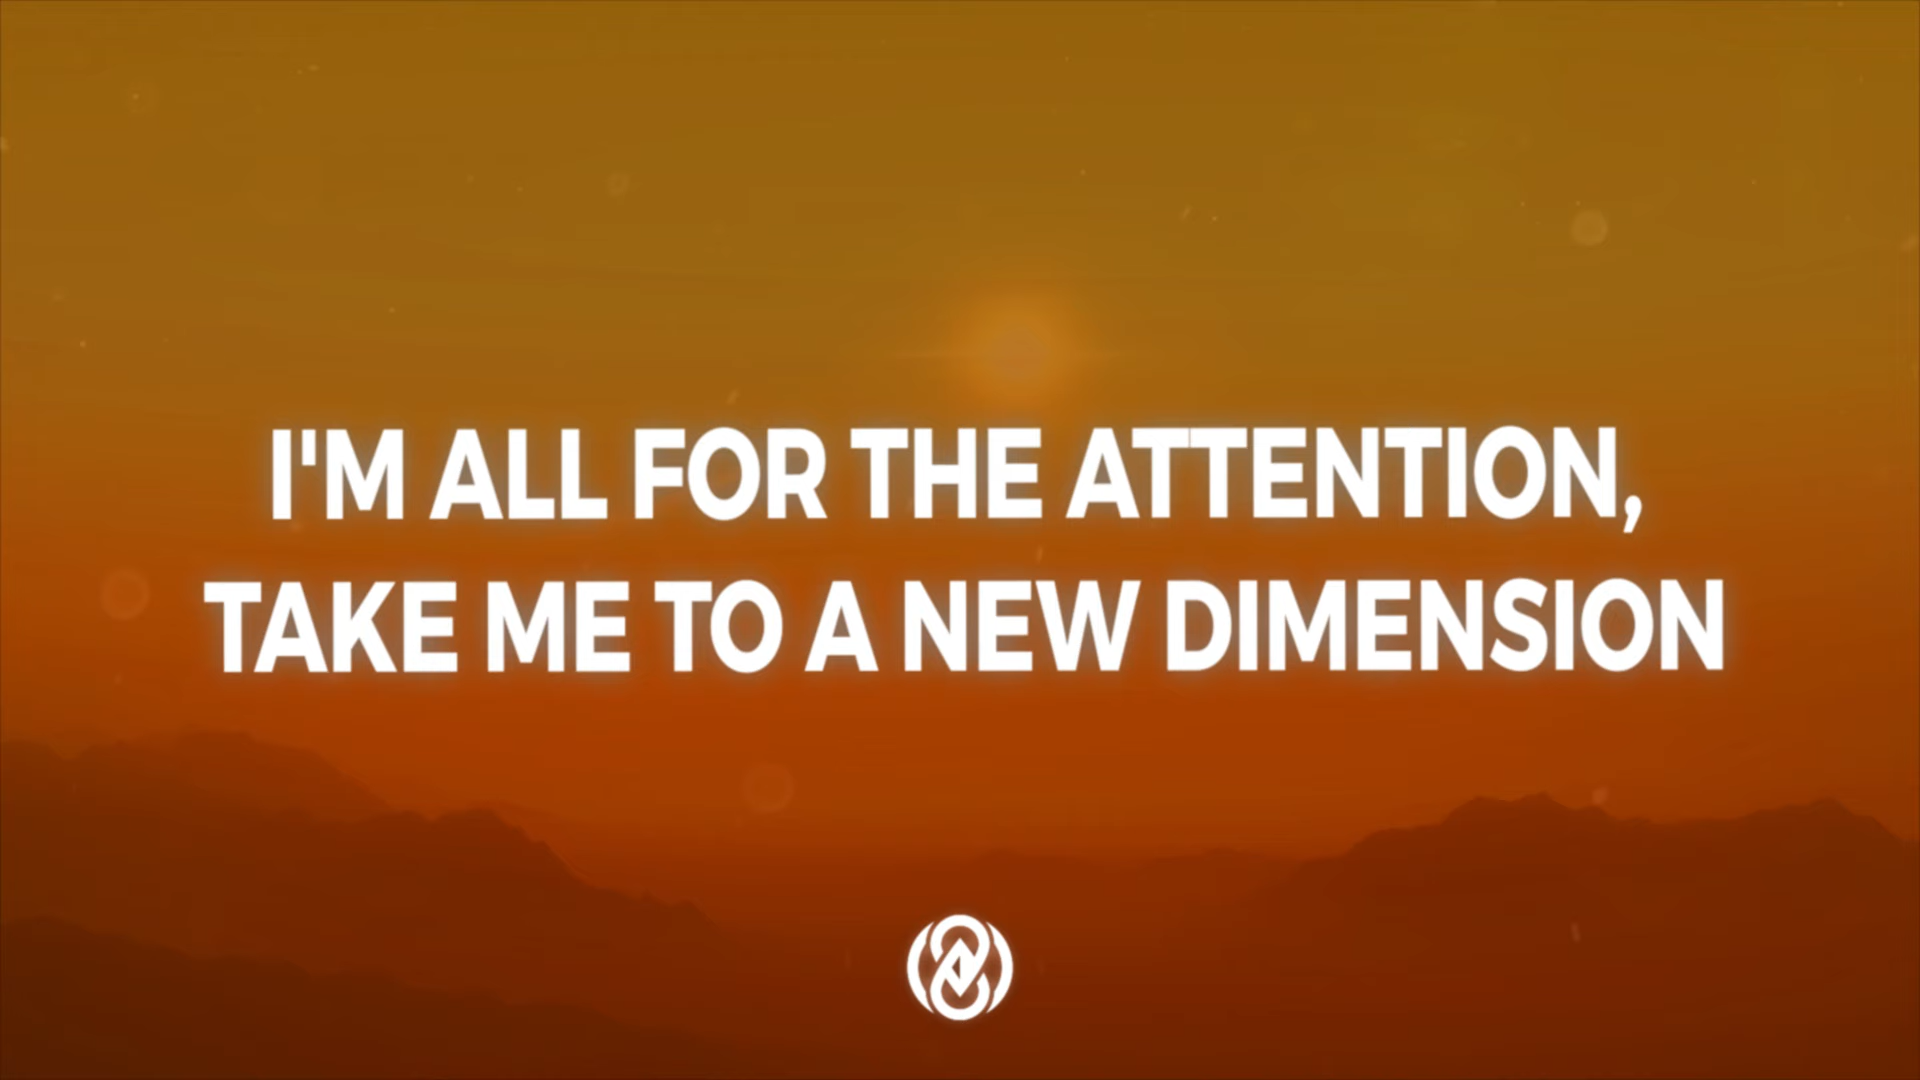 I'M ALL FOR THE ATTENTION,
TAKE ME TO A NEW DIMENSION